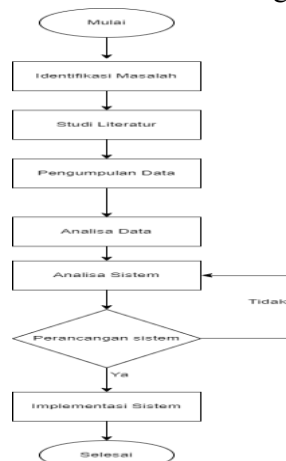 Mulai
Identifikasi Masalah
Studi Literatur
Pengumpulan Data
Analisa Data
Analisa Sistem
Tidak
Perancangan sistem
Ya
Implementasi Sistem
Selesai